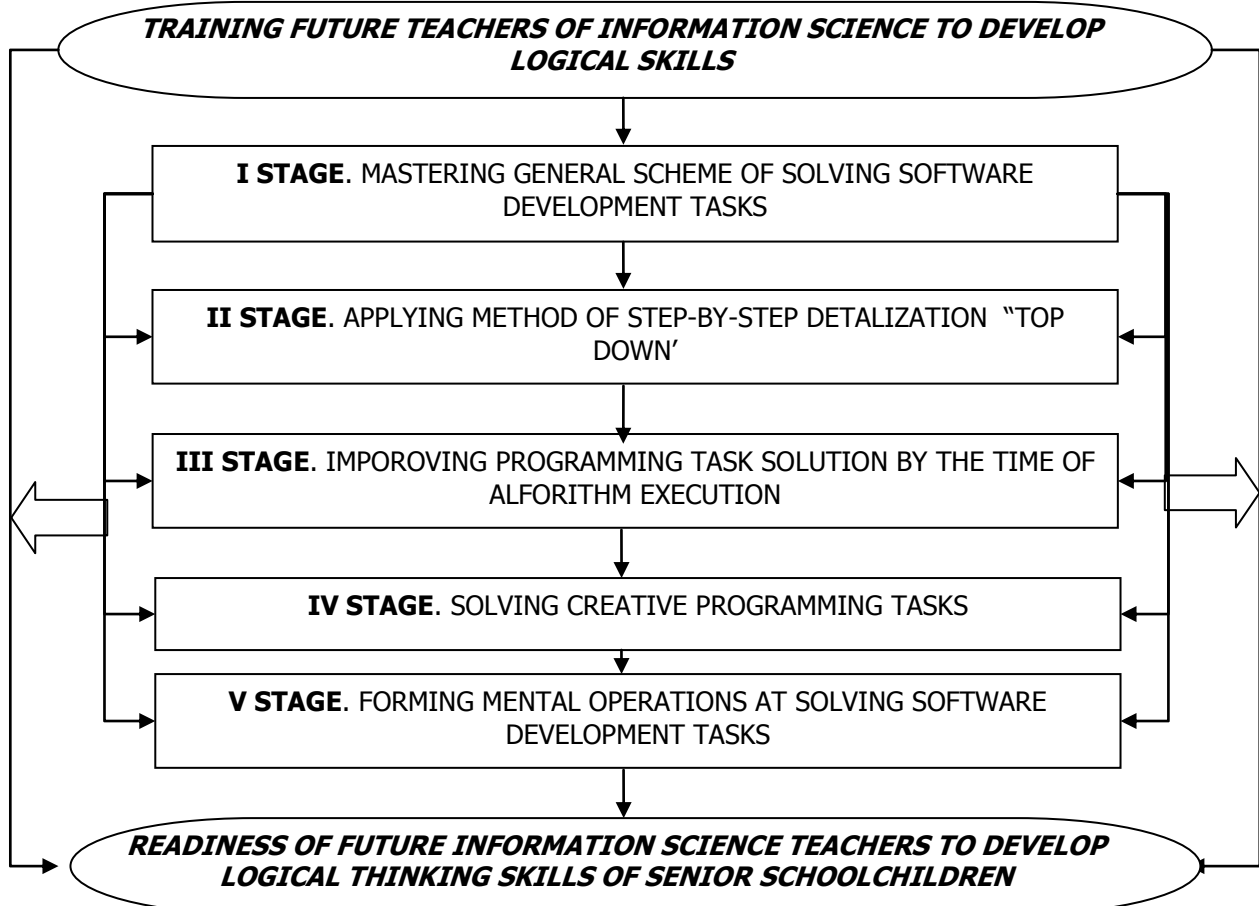 TRAINING FUTURE TEACHERS OF INFORMATION SCIENCE TO DEVELOP
LOGICAL SKILLS
I STAGE. MASTERING GENERAL SCHEME OF SOLVING SOFTWARE
DEVELOPMENT TASKS
II STAGE. APPLYING METHOD OF STEP-BY-STEP DETALIZATION “TOP
DOWN’
III STAGE. IMPOROVING PROGRAMMING TASK SOLUTION BY THE TIME OF
ALFORITHM EXECUTION
IV STAGE. SOLVING CREATIVE PROGRAMMING TASKS
V STAGE. FORMING MENTAL OPERATIONS AT SOLVING SOFTWARE
DEVELOPMENT TASKS
READINESS OF FUTURE INFORMATION SCIENCE TEACHERS TO DEVELOP
LOGICAL THINKING SKILLS OF SENIOR SCHOOLCHILDREN